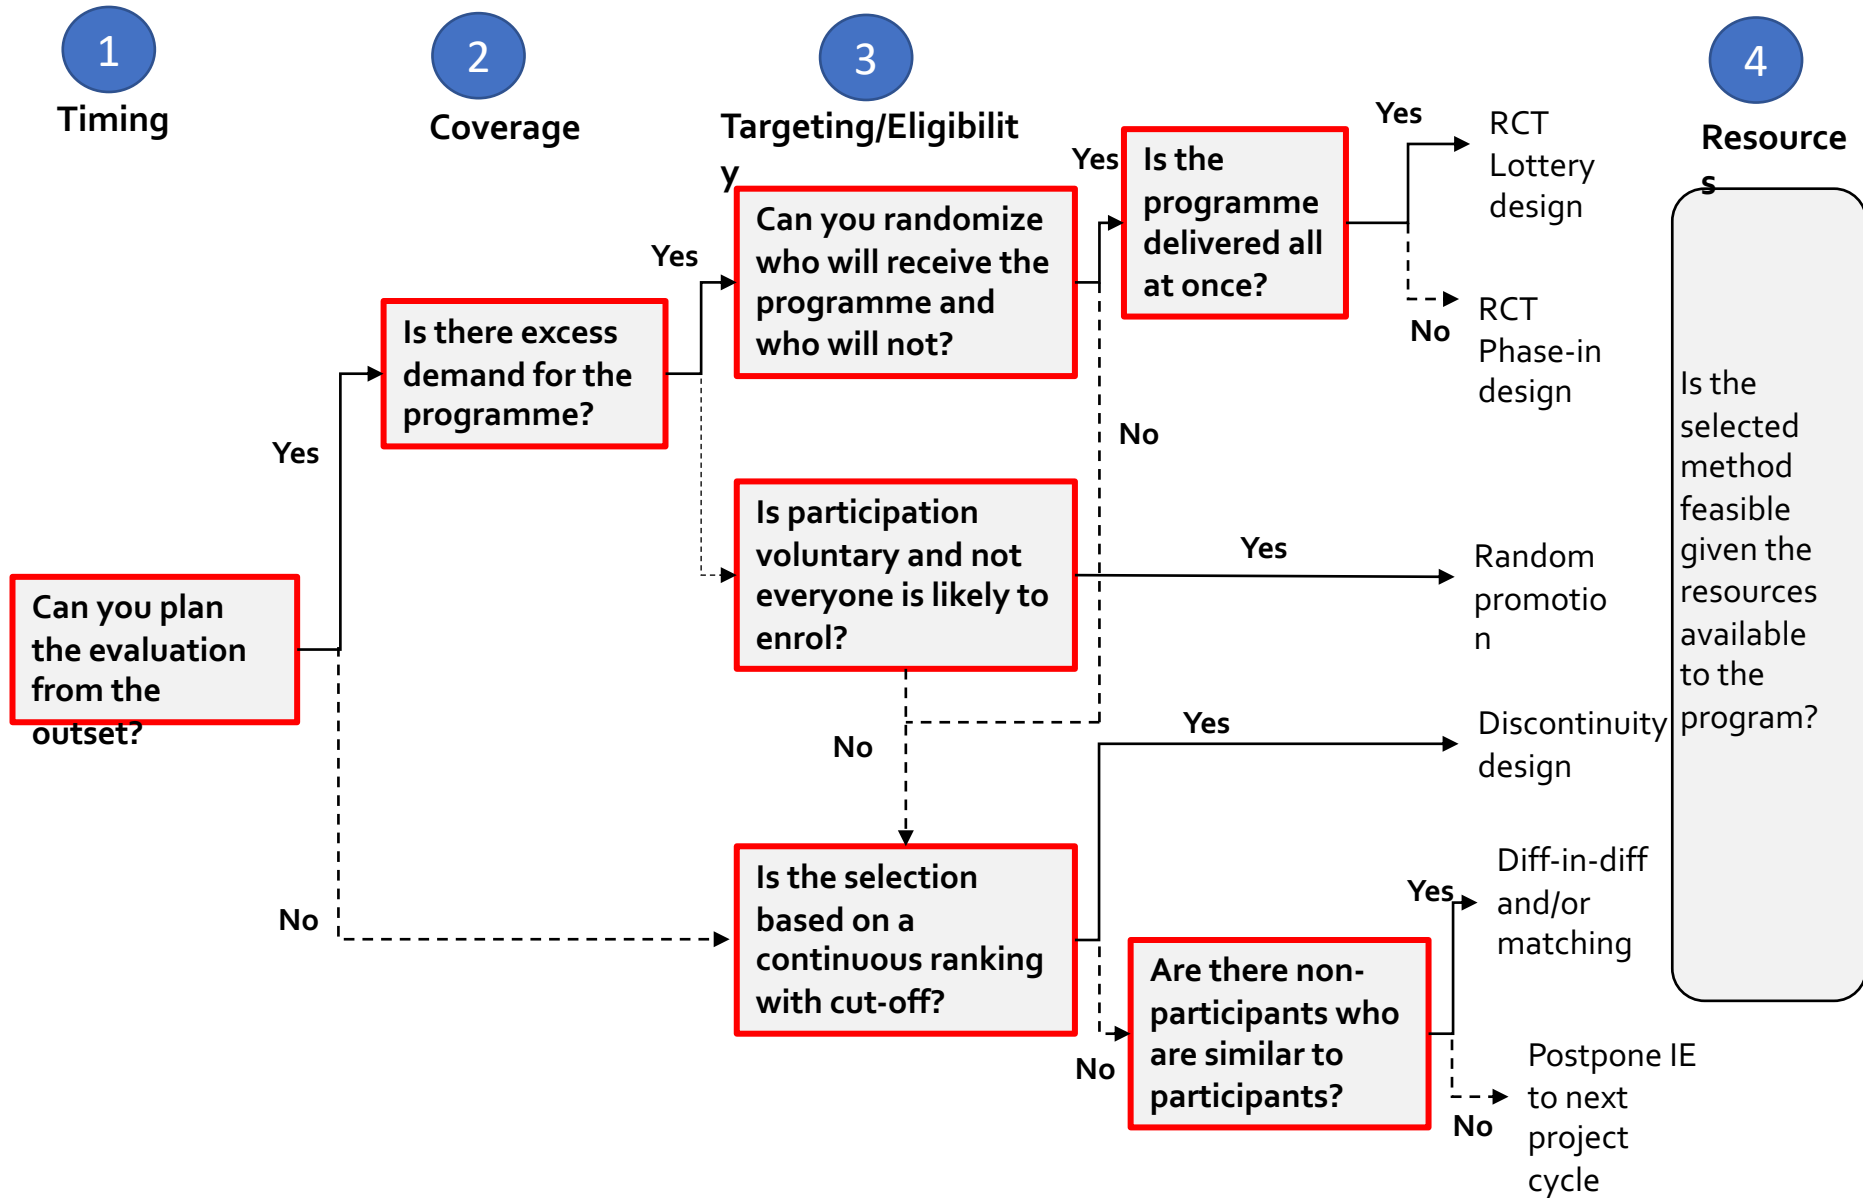 1
Timing
2
Coverage
3
Targeting/Eligibilit
y
4
Resource
s
Can you plan
the evaluation
from the
outset?
Yes
No
Is there excess
demand for the
programme?
Yes
Can you randomize
who will receive the
programme and
who will not?
Yes
No
Is the
programme
delivered all
at once?
Yes
RCT
Lottery
design
No
RCT
Phase-in
design
Is participation
voluntary and not
everyone is likely to
enrol?
Yes
Random
promotio
n
No
Is the selection
based on a
continuous ranking
with cut-off?
Yes
Discontinuity
design
No
Are there non-
participants who
are similar to
participants?
Yes
Diff-in-diff
and/or
matching
No
Postpone IE
to next
project
cycle
Is the
selected
method
feasible
given the
resources
available
to the
program?